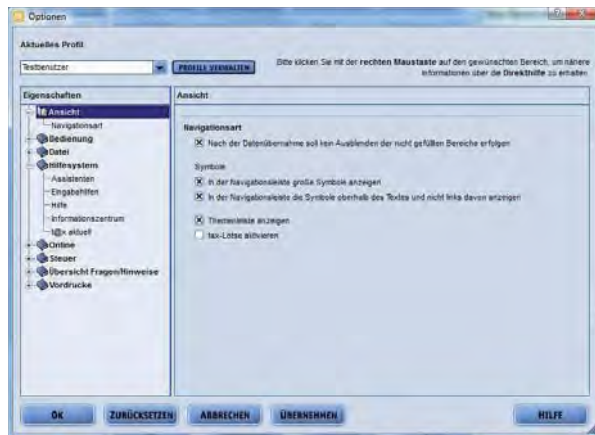 Optionen
Aktuelles Profil
Testbenutzer
PROFILE VERWALTEN
Bitte klicken Sie mit der rechten Maustaste auf den gewünschten Bereich, um nähere
Informationen über die Direkthilfe zu erhalten.
Eigenschaften
Ansicht
Navigationsart
Bedienung
Datei
Hilfesystem
Assistenten
Eingabehilfen
Hilfe
Informationszentrum
t@x aktuell
Online
Steuer
Übersicht Fragen/Hinweise
Vordrucke
Ansicht
Navigationsart
Nach der Datenübernahme soll kein Ausblenden der nicht gefüllten Bereiche erfolgen
Symbole
In der Navigationsleiste große Symbole anzeigen
In der Navigationsleiste die Symbole oberhalb des Textes und nicht links davon anzeigen
Themenliste anzeigen
tax-Lotse aktivieren
OK
ZURÜCKSETZEN
ABBRECHEN
ÜBERNEHMEN
HILFE